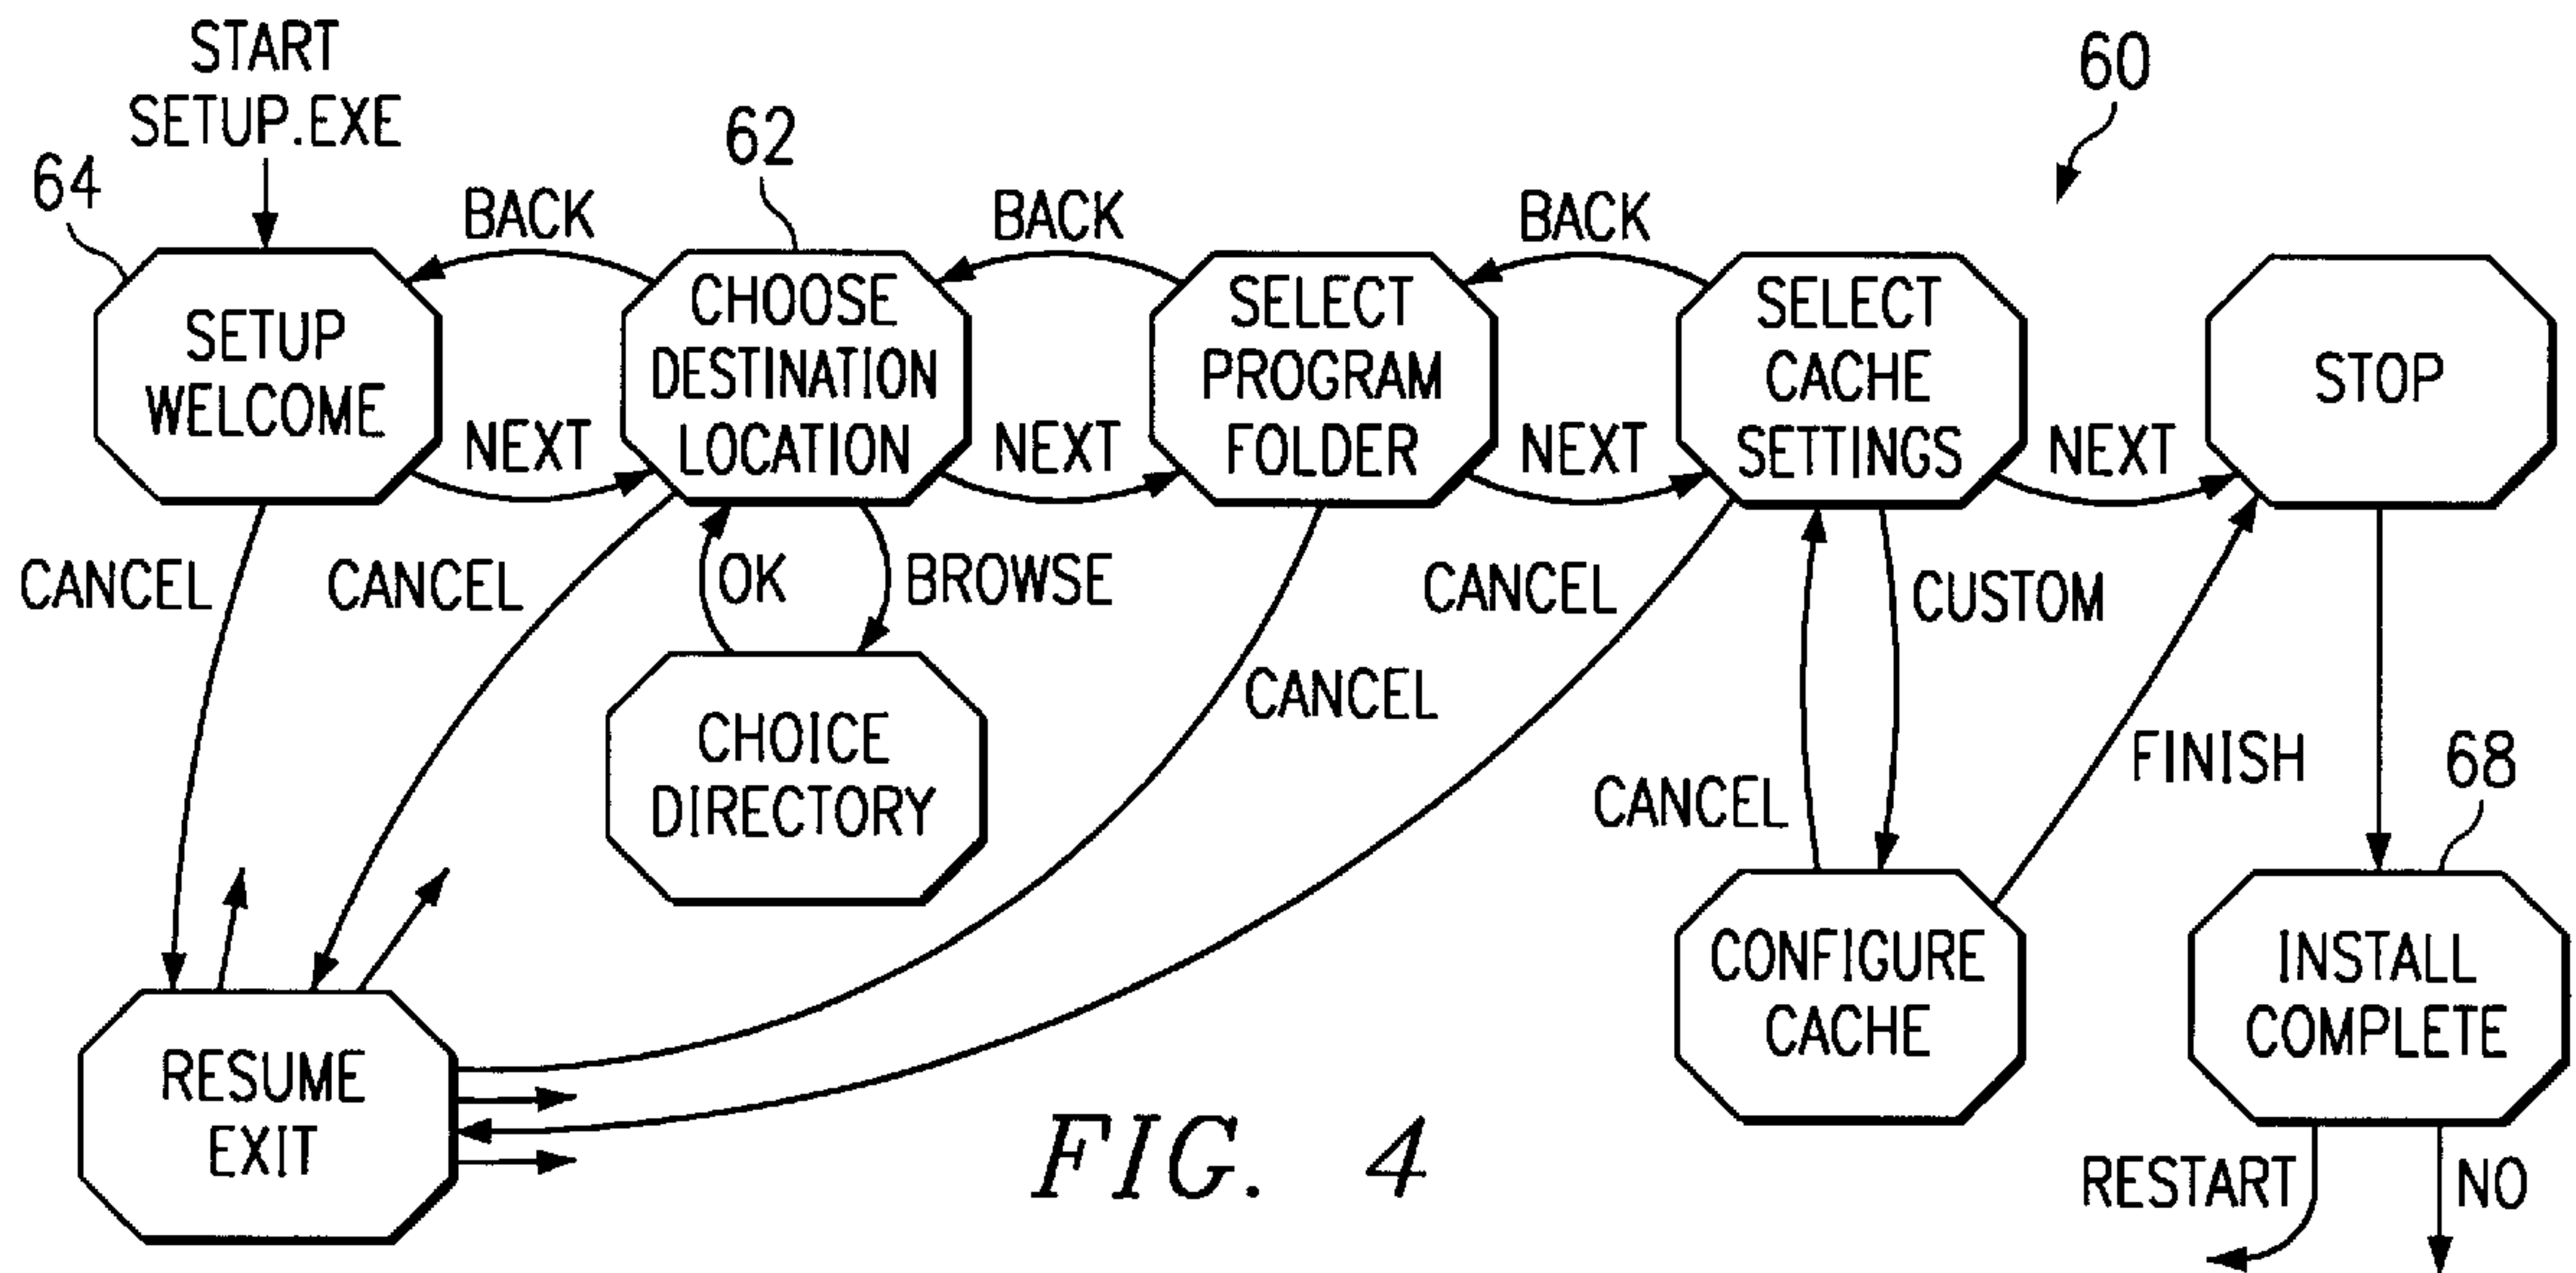 START
SETUP.EXE
60
62
64
BACK
BACK
BACK
SETUP
WELCOME
CHOOSE
DESTINATION
LOCATION
SELECT
PROGRAM
FOLDER
SELECT
CACHE
SETTINGS
STOP
NEXT
NEXT
NEXT
NEXT
CANCEL
CANCEL
OK
BROWSE
CANCEL
CUSTOM
CANCEL
CHOICE
DIRECTORY
CANCEL
FINISH
68
CONFIGURE
CACHE
INSTALL
COMPLETE
RESUME
EXIT
RESTART
NO
FIG. 4